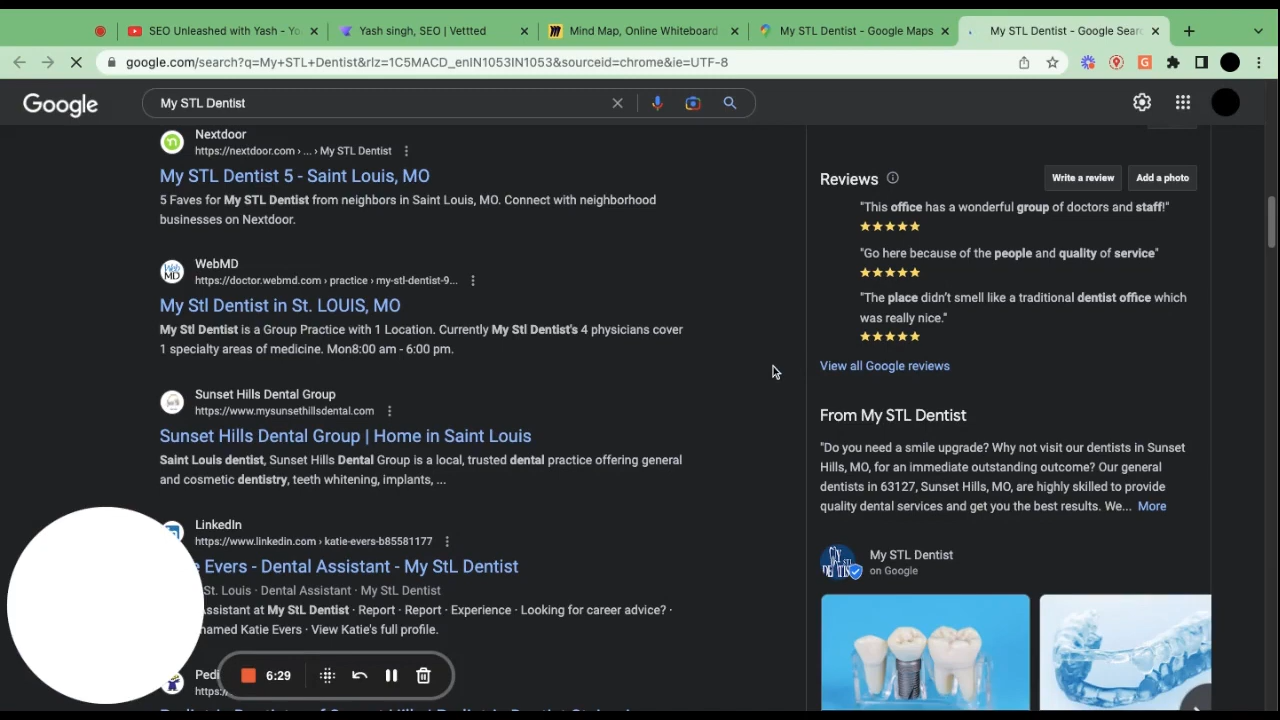 SEO Unleashed with Yash - Yo
Yash singh, SEO | Vettted
Mind Map, Online Whiteboard
My STL Dentist - Google Maps
My STL Dentist - Google Searc
google.com/search?q=My+STL+Dentist&rlz=1C5MACD_enIN1053IN1053&sourceid=chrome&ie=UTF-8
Google
My STL Dentist
Nextdoor
https://nextdoor.com › ... › My STL Dentist
My STL Dentist 5 - Saint Louis, MO
5 Faves for My STL Dentist from neighbors in Saint Louis, MO. Connect with neighborhood
businesses on Nextdoor.
WebMD
https://doctor.webmd.com › practice › my-stl-dentist-9...
My Stl Dentist in St. LOUIS, MO
My Stl Dentist is a Group Practice with 1 Location. Currently My Stl Dentist's 4 physicians cover
1 specialty areas of medicine. Mon8:00 am - 6:00 pm.
Sunset Hills Dental Group
https://www.mysunsethillsdental.com
Sunset Hills Dental Group | Home in Saint Louis
Saint Louis dentist, Sunset Hills Dental Group is a local, trusted dental practice offering general
and cosmetic dentistry, teeth whitening, implants, ...
LinkedIn
https://www.linkedin.com › katie-evers-b85581177
Evers - Dental Assistant - My StL Dentist
St. Louis · Dental Assistant · My StL Dentist
Assistant at My StL Dentist · Report · Report · Experience · Looking for career advice? ·
named Katie Evers · View Katie's full profile.
Pedi
https:/
6:29
Reviews
Write a review
Add a photo
"This office has a wonderful group of doctors and staff!"
"Go here because of the people and quality of service"
"The place didn't smell like a traditional dentist office which
was really nice."
View all Google reviews
From My STL Dentist
"Do you need a smile upgrade? Why not visit our dentists in Sunset
Hills, MO, for an immediate outstanding outcome? Our general
dentists in 63127, Sunset Hills, MO, are highly skilled to provide
quality dental services and get you the best results. We... More
My STL Dentist
on Google